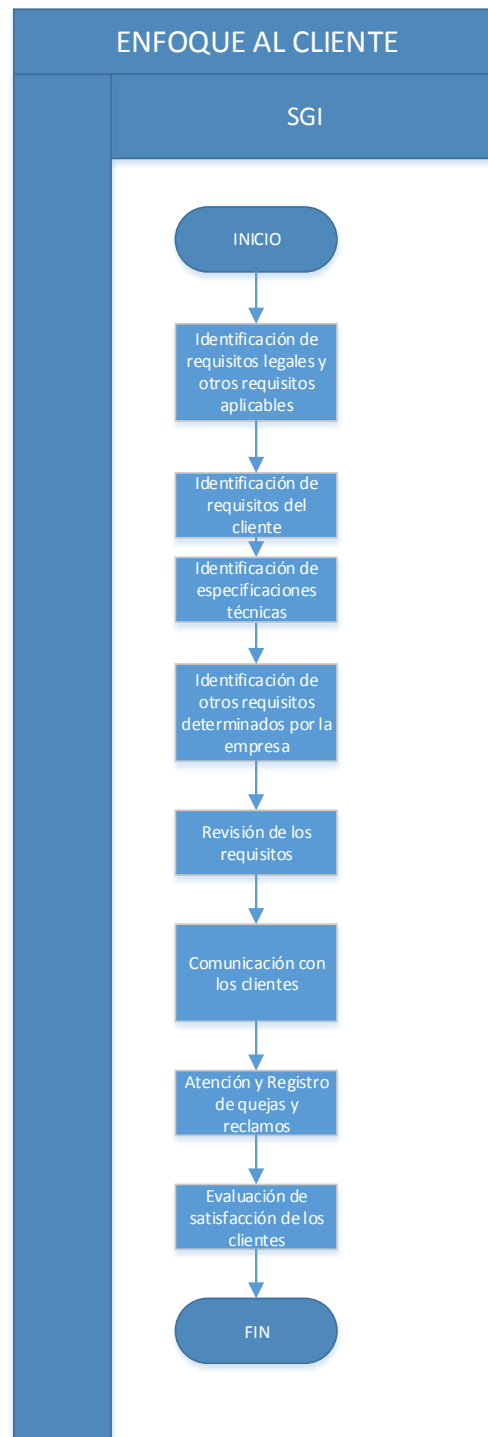 ENFOQUE AL CLIENTE
SGI
INICIO
Identificación de
requisitos legales y
otros requisitos
aplicables
Identificación de
requisitos del
cliente
Identificación de
especificaciones
técnicas
Identificación de
otros requisitos
determinados por la
empresa
Revisión de los
requisitos
Comunicación con
los clientes
Atención y Registro
de quejas y
reclamos
Evaluación de
satisfacción de los
clientes
FIN